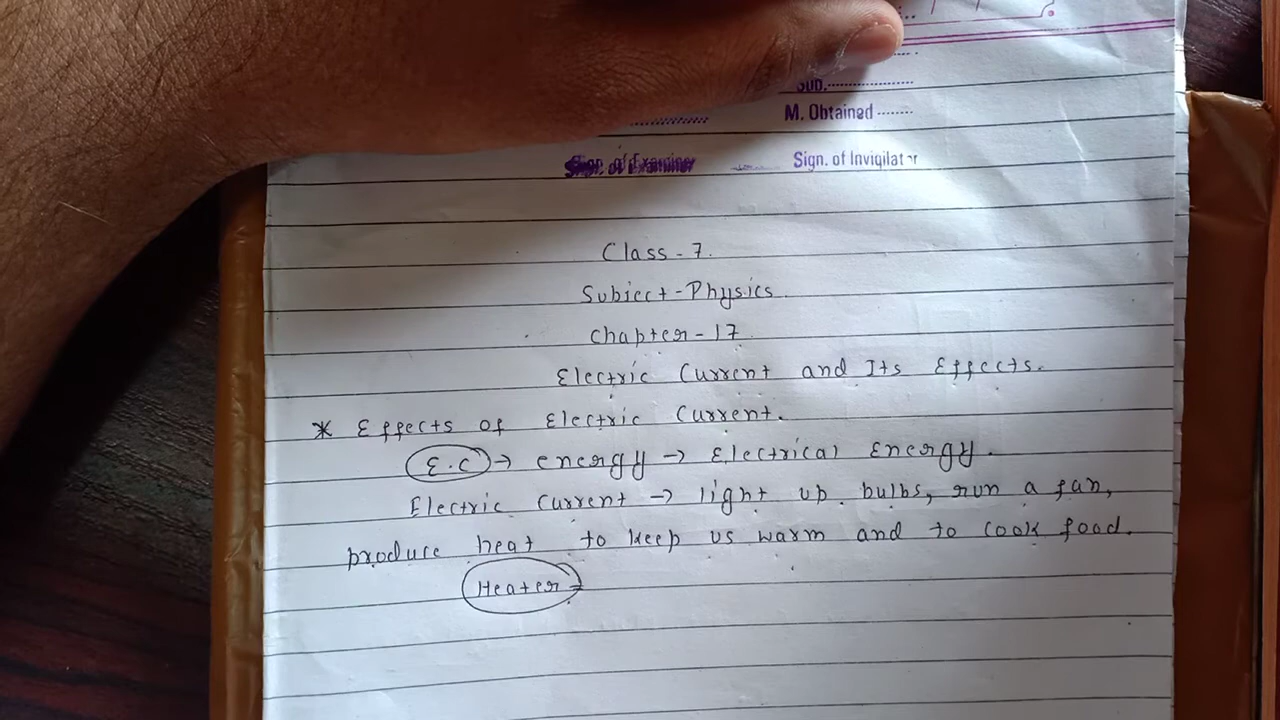 SUB.
M. Obtained
Sign. of Examiner
Sign. of Invigilator
Class - 7.
Subject - Physics.
Chapter - 17
Electric Current and Its Effects.
* Effects of Electric Current.
E.C → energy → Electrical Energy.
Electric Current → light up bulbs, run a fan,
produce heat to keep us warm and to cook food.
Heater